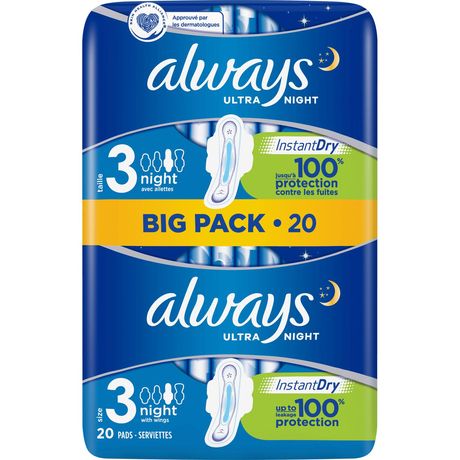 Approuvé par
les dermatologues
always
ULTRA NIGHT
taille 3 night
avec ailettes
InstantDry
jusqu'à 100%
protection
contre les fuites
BIG PACK • 20
always
ULTRA NIGHT
size 3 night
with wings
InstantDry
up to 100%
leakage
protection
20 PADS - SERVIETTES